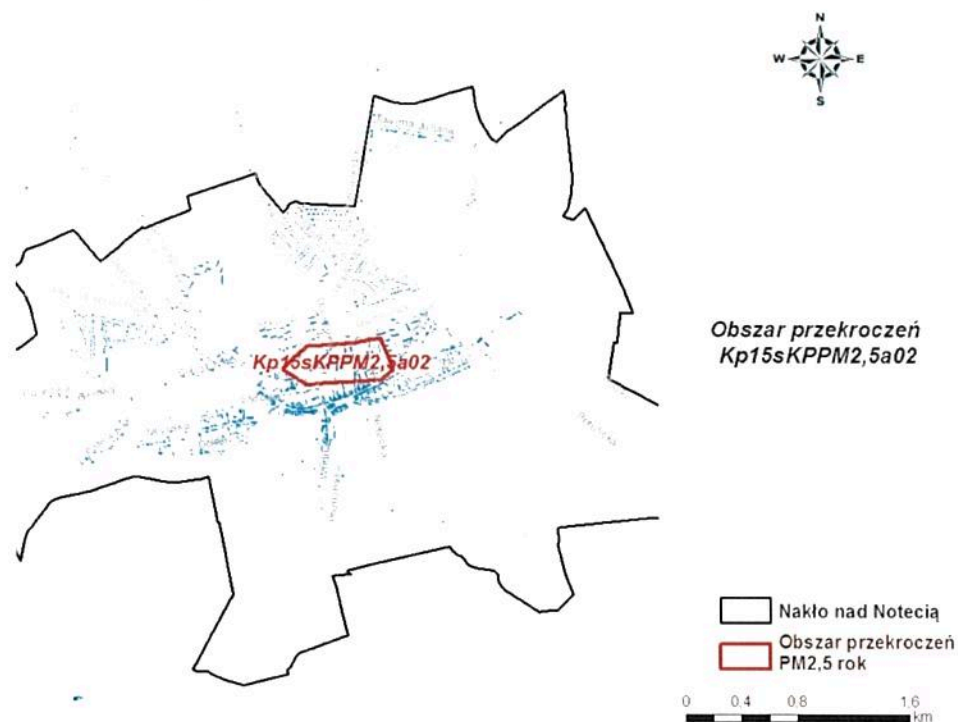 N
W
E
S
Obszar przekroczeń
Kp15sKPPM2,5a02
Kp15sKPPM2,5a02
Nakło nad Notecią
Obszar przekroczeń
PM2,5 rok
0 0.4 0.8 1.6
km